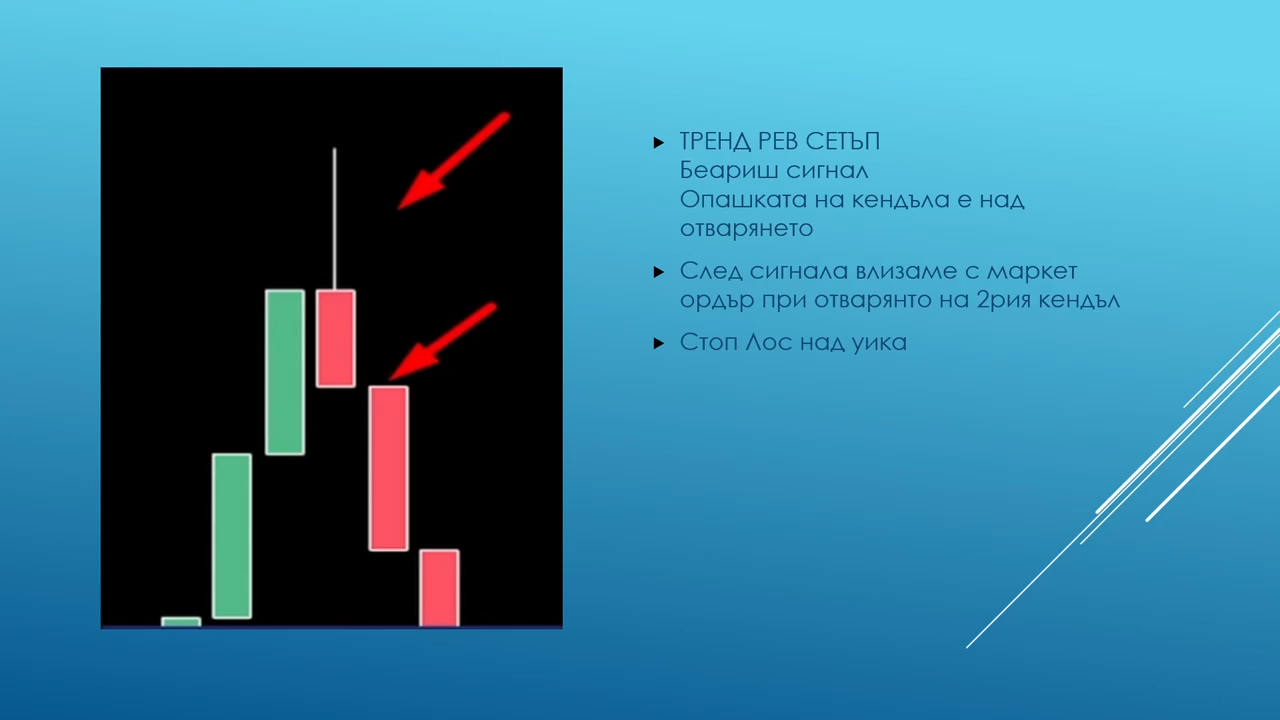 ТРЕНД РЕВ СЕТЪП
Беариш сигнал
Опашката на кендъла е над
отварянето
След сигнала влизаме с маркет
ордър при отварянто на 2рия кендъл
Стоп Лос над уика